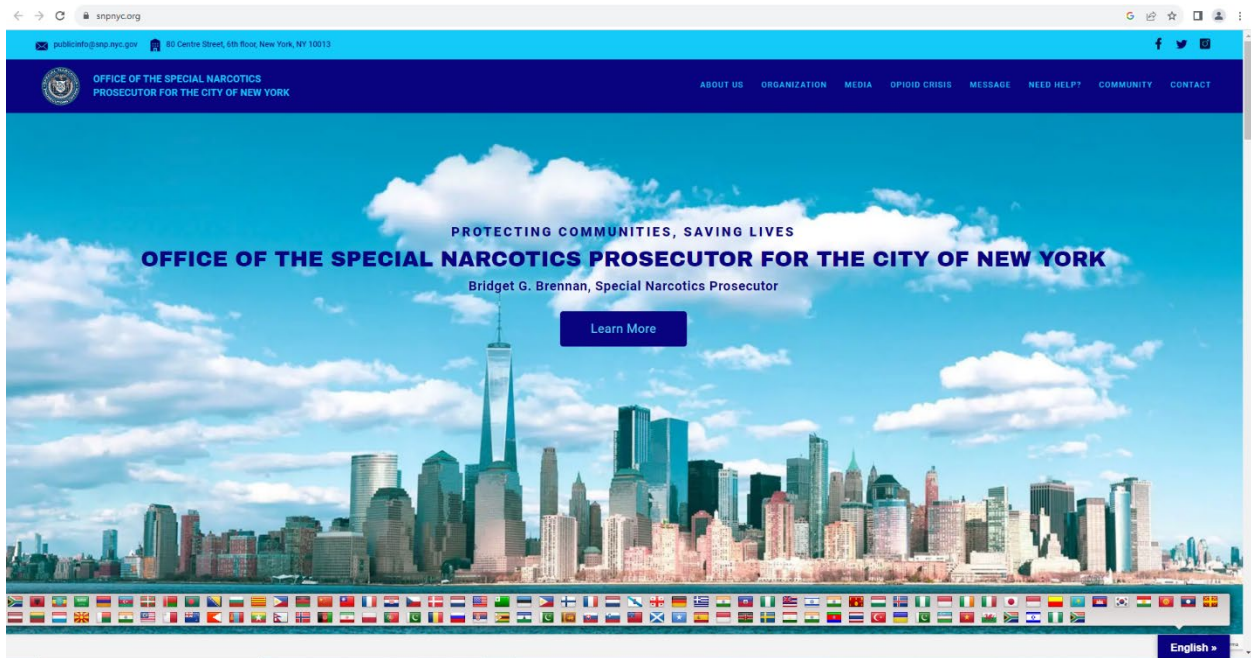 snpnyc.org
publicinfo@snp.nyc.gov 80 Centre Street, 6th floor, New York, NY 10013
OFFICE OF THE SPECIAL NARCOTICS
PROSECUTOR FOR THE CITY OF NEW YORK
ABOUT US ORGANIZATION MEDIA OPIOID CRISIS MESSAGE NEED HELP? COMMUNITY CONTACT
PROTECTING COMMUNITIES, SAVING LIVES
OFFICE OF THE SPECIAL NARCOTICS PROSECUTOR FOR THE CITY OF NEW YORK
Bridget G. Brennan, Special Narcotics Prosecutor
Learn More
English »